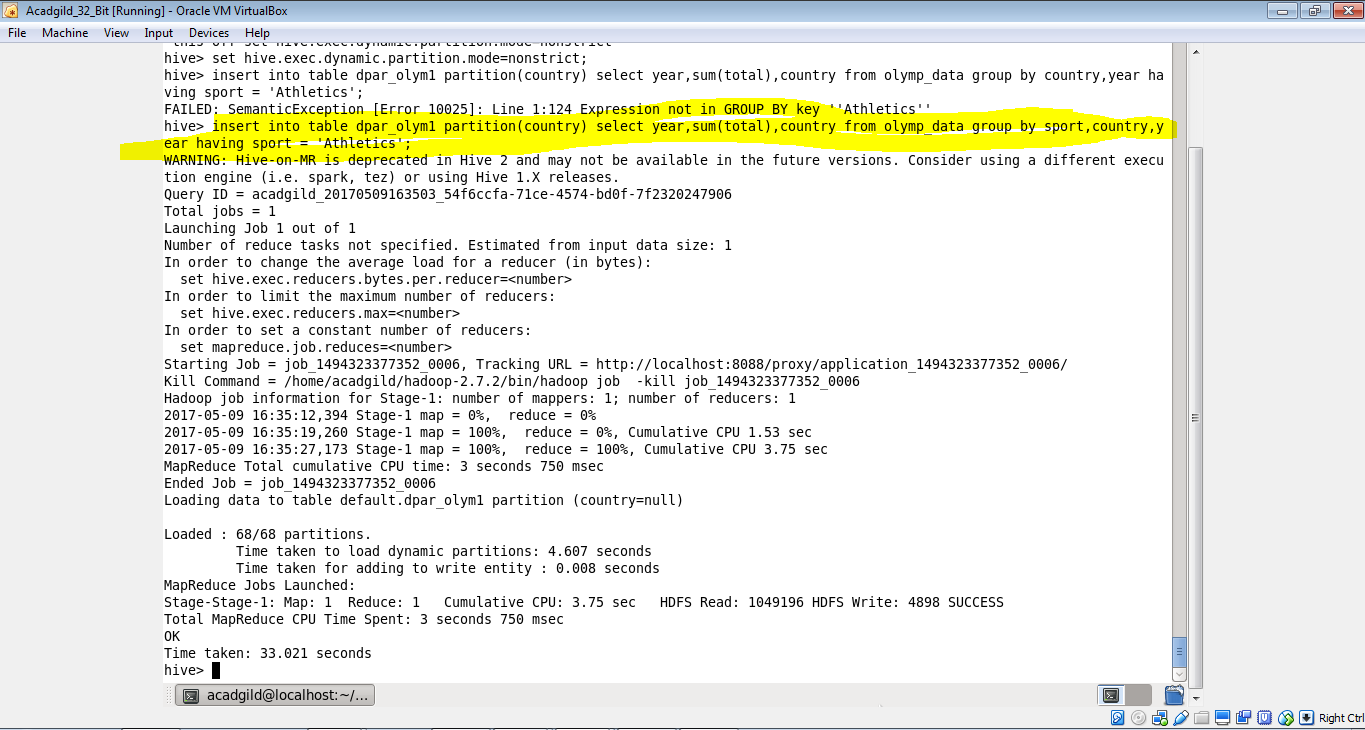 Acadgild_32_Bit [Running] - Oracle VM VirtualBox
File Machine View Input Devices Help
this off set hive.exec.dynamic.partition.mode=nonstrict
hive> set hive.exec.dynamic.partition.mode=nonstrict;
hive> insert into table dpar_olym1 partition(country) select year,sum(total),country from olymp_data group by country,year ha
ving sport = 'Athletics';
FAILED: SemanticException [Error 10025]: Line 1:124 Expression not in GROUP BY key ''Athletics''
hive> insert into table dpar_olym1 partition(country) select year,sum(total),country from olymp_data group by sport,country,y
ear having sport = 'Athletics';
WARNING: Hive-on-MR is deprecated in Hive 2 and may not be available in the future versions. Consider using a different execu
tion engine (i.e. spark, tez) or using Hive 1.X releases.
Query ID = acadgild_20170509163503_54f6ccfa-71ce-4574-bd0f-7f2320247906
Total jobs = 1
Launching Job 1 out of 1
Number of reduce tasks not specified. Estimated from input data size: 1
In order to change the average load for a reducer (in bytes):
  set hive.exec.reducers.bytes.per.reducer=<number>
In order to limit the maximum number of reducers:
  set hive.exec.reducers.max=<number>
In order to set a constant number of reducers:
  set mapreduce.job.reduces=<number>
Starting Job = job_1494323377352_0006, Tracking URL = http://localhost:8088/proxy/application_1494323377352_0006/
Kill Command = /home/acadgild/hadoop-2.7.2/bin/hadoop job  -kill job_1494323377352_0006
Hadoop job information for Stage-1: number of mappers: 1; number of reducers: 1
2017-05-09 16:35:12,394 Stage-1 map = 0%,  reduce = 0%
2017-05-09 16:35:19,260 Stage-1 map = 100%,  reduce = 0%, Cumulative CPU 1.53 sec
2017-05-09 16:35:27,173 Stage-1 map = 100%,  reduce = 100%, Cumulative CPU 3.75 sec
MapReduce Total cumulative CPU time: 3 seconds 750 msec
Ended Job = job_1494323377352_0006
Loading data to table default.dpar_olym1 partition (country=null)
Loaded : 68/68 partitions.
Time taken to load dynamic partitions: 4.607 seconds
Time taken for adding to write entity : 0.008 seconds
MapReduce Jobs Launched:
Stage-Stage-1: Map: 1  Reduce: 1   Cumulative CPU: 3.75 sec   HDFS Read: 1049196 HDFS Write: 4898 SUCCESS
Total MapReduce CPU Time Spent: 3 seconds 750 msec
OK
Time taken: 33.021 seconds
hive>
acadgild@localhost:~/...
Right Ctrl